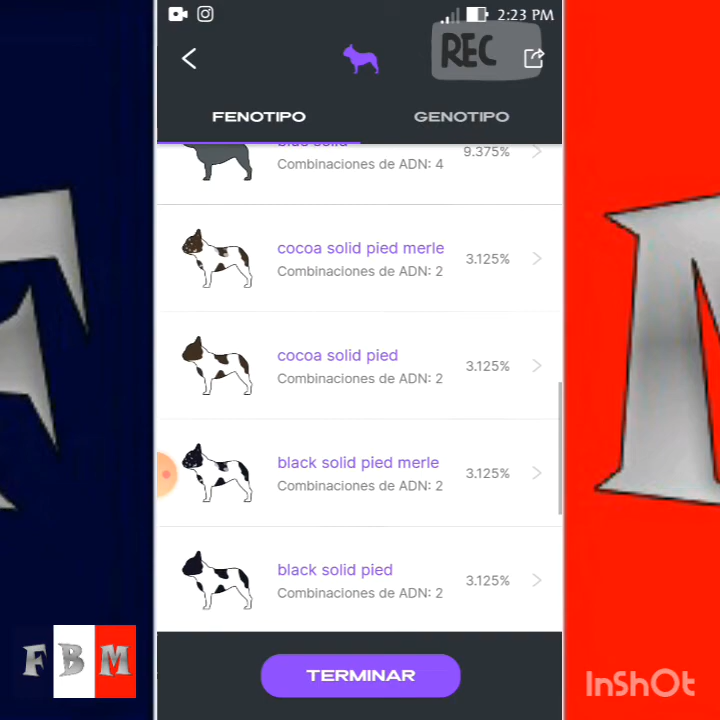 2:23 PM
REC
FENOTIPO
GENOTIPO
blue solid
9.375%
Combinaciones de ADN: 4
cocoa solid pied merle
3.125%
Combinaciones de ADN: 2
cocoa solid pied
3.125%
Combinaciones de ADN: 2
black solid pied merle
3.125%
Combinaciones de ADN: 2
black solid pied
3.125%
Combinaciones de ADN: 2
TERMINAR
F B M
InShOt